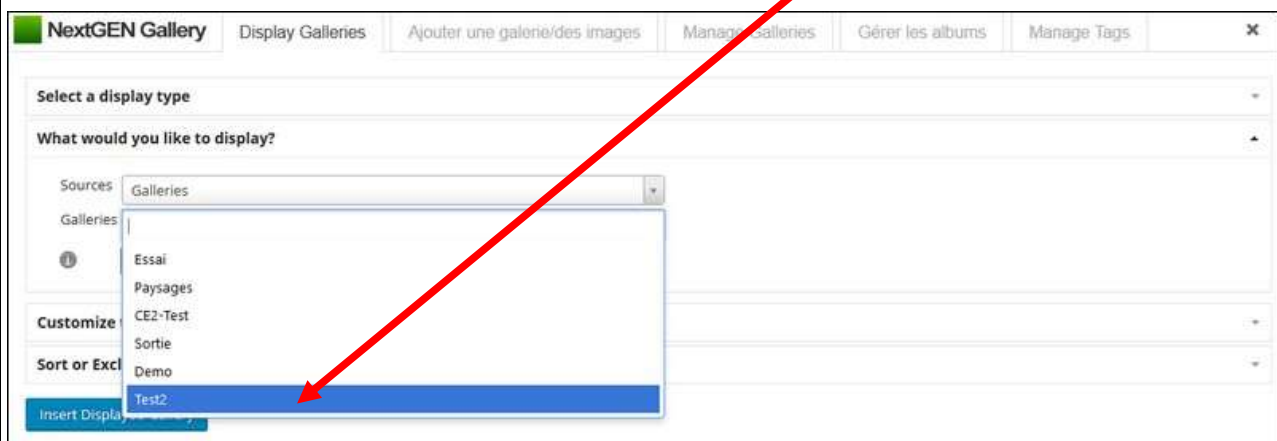 NextGEN Gallery Display Galleries Ajouter une galerie/des images Manage Galleries Gérer les albums Manage Tags
Select a display type
What would you like to display?
Sources Galleries
Galleries
Essai
Paysages
CE2-Test
Customize
Sortie
Sort or Excl
Demo
Test2
Insert Displa